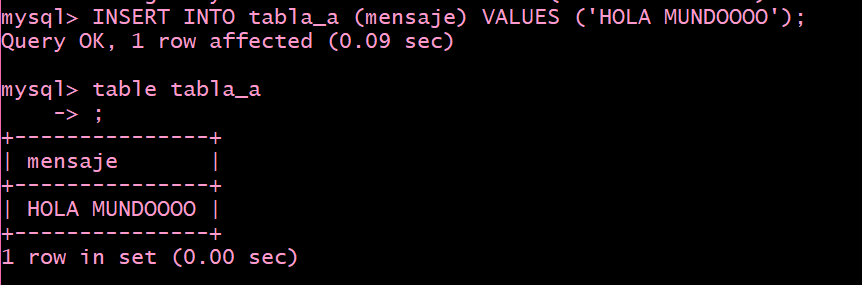 mysql> INSERT INTO tabla_a (mensaje) VALUES ('HOLA MUNDOOOO');
Query OK, 1 row affected (0.09 sec)
mysql> table tabla_a
    -> ;
+---------------+
| mensaje       |
+---------------+
| HOLA MUNDOOOO |
+---------------+
1 row in set (0.00 sec)